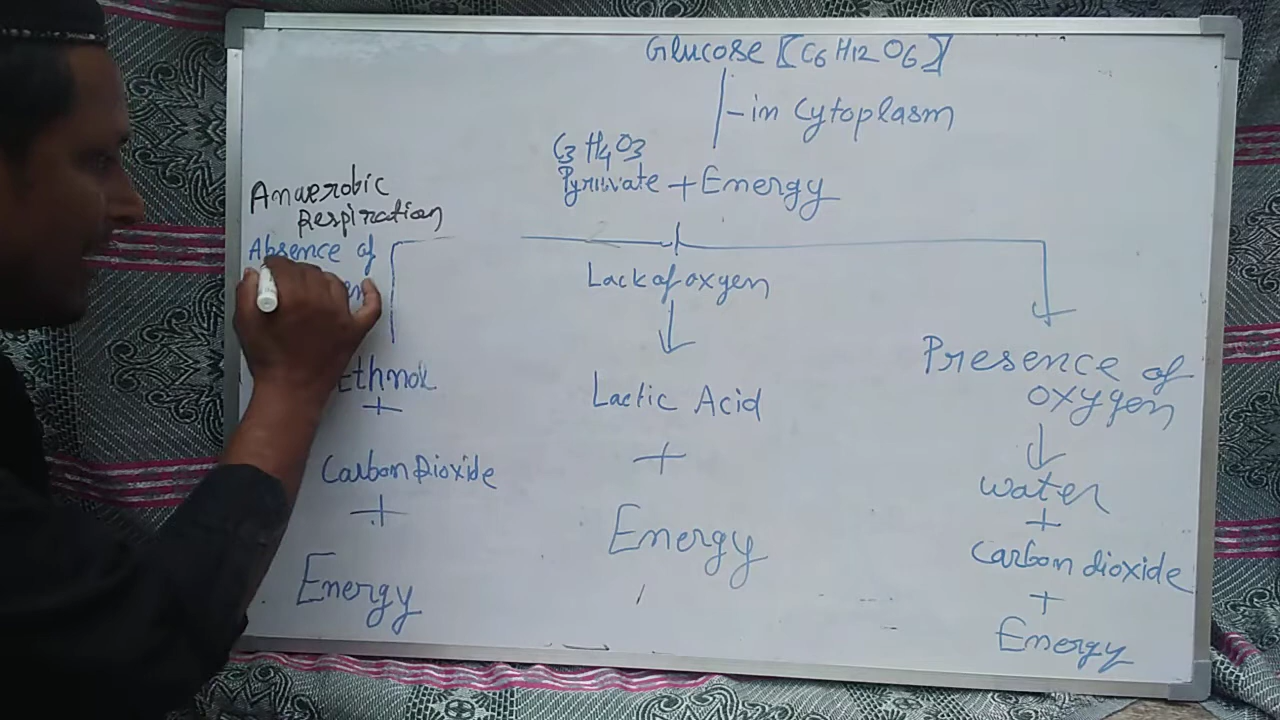 Glucose [C6 H12 O6]
in Cytoplasm
C3 H4 O3
Pyruvate + Energy
Anaerobic
Respiration
Absence of
Lack of oxygen
Presence of
oxygen
Ethnol
+
Carbon Dioxide
+
Energy
Lactic Acid
+
Energy
water
+
Carbon dioxide
+
Energy